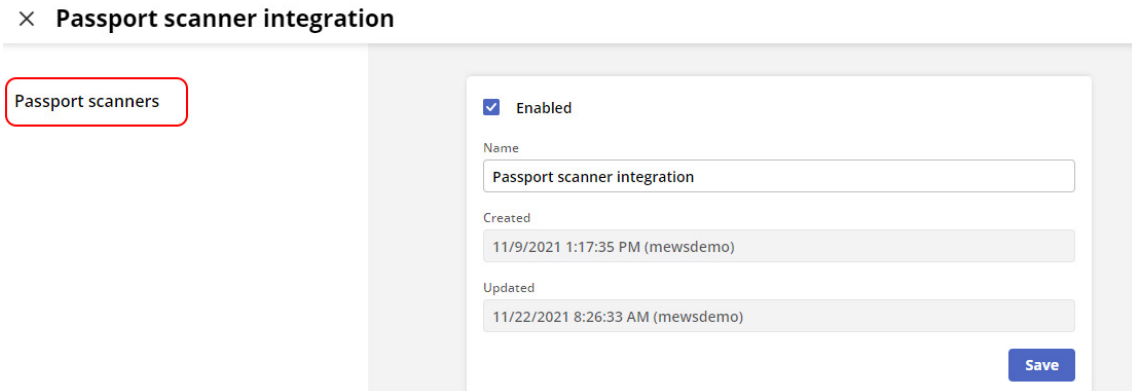 Passport scanner integration
Passport scanners
Enabled
Name
Passport scanner integration
Created
11/9/2021 1:17:35 PM (mewsdemo)
Updated
11/22/2021 8:26:33 AM (mewsdemo)
Save